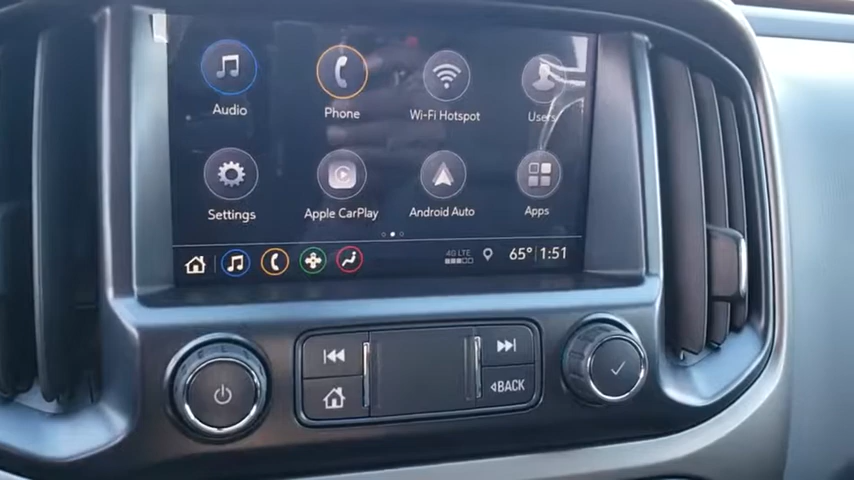 Audio
Phone
Wi-Fi Hotspot
Users
Settings
Apple CarPlay
Android Auto
Apps
4G LTE
65° 1:51
BACK